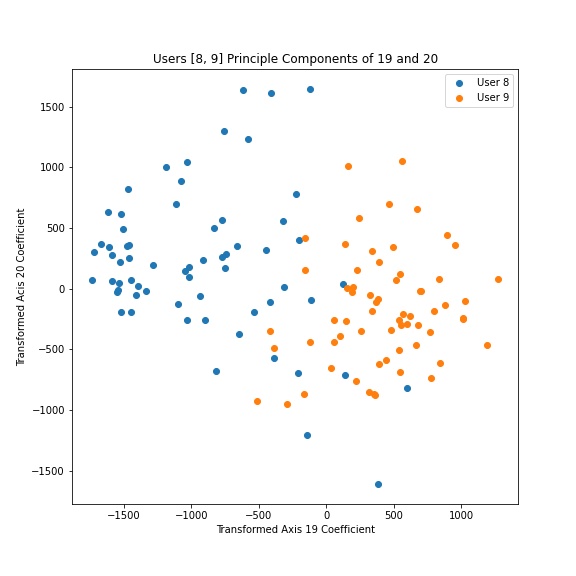 Users [8, 9] Principle Components of 19 and 20
User 8
User 9
Transformed Acis 20 Coefficient
1500
1000
500
0
−500
−1000
−1500
−1500
−1000
−500
0
500
1000
Transformed Axis 19 Coefficient